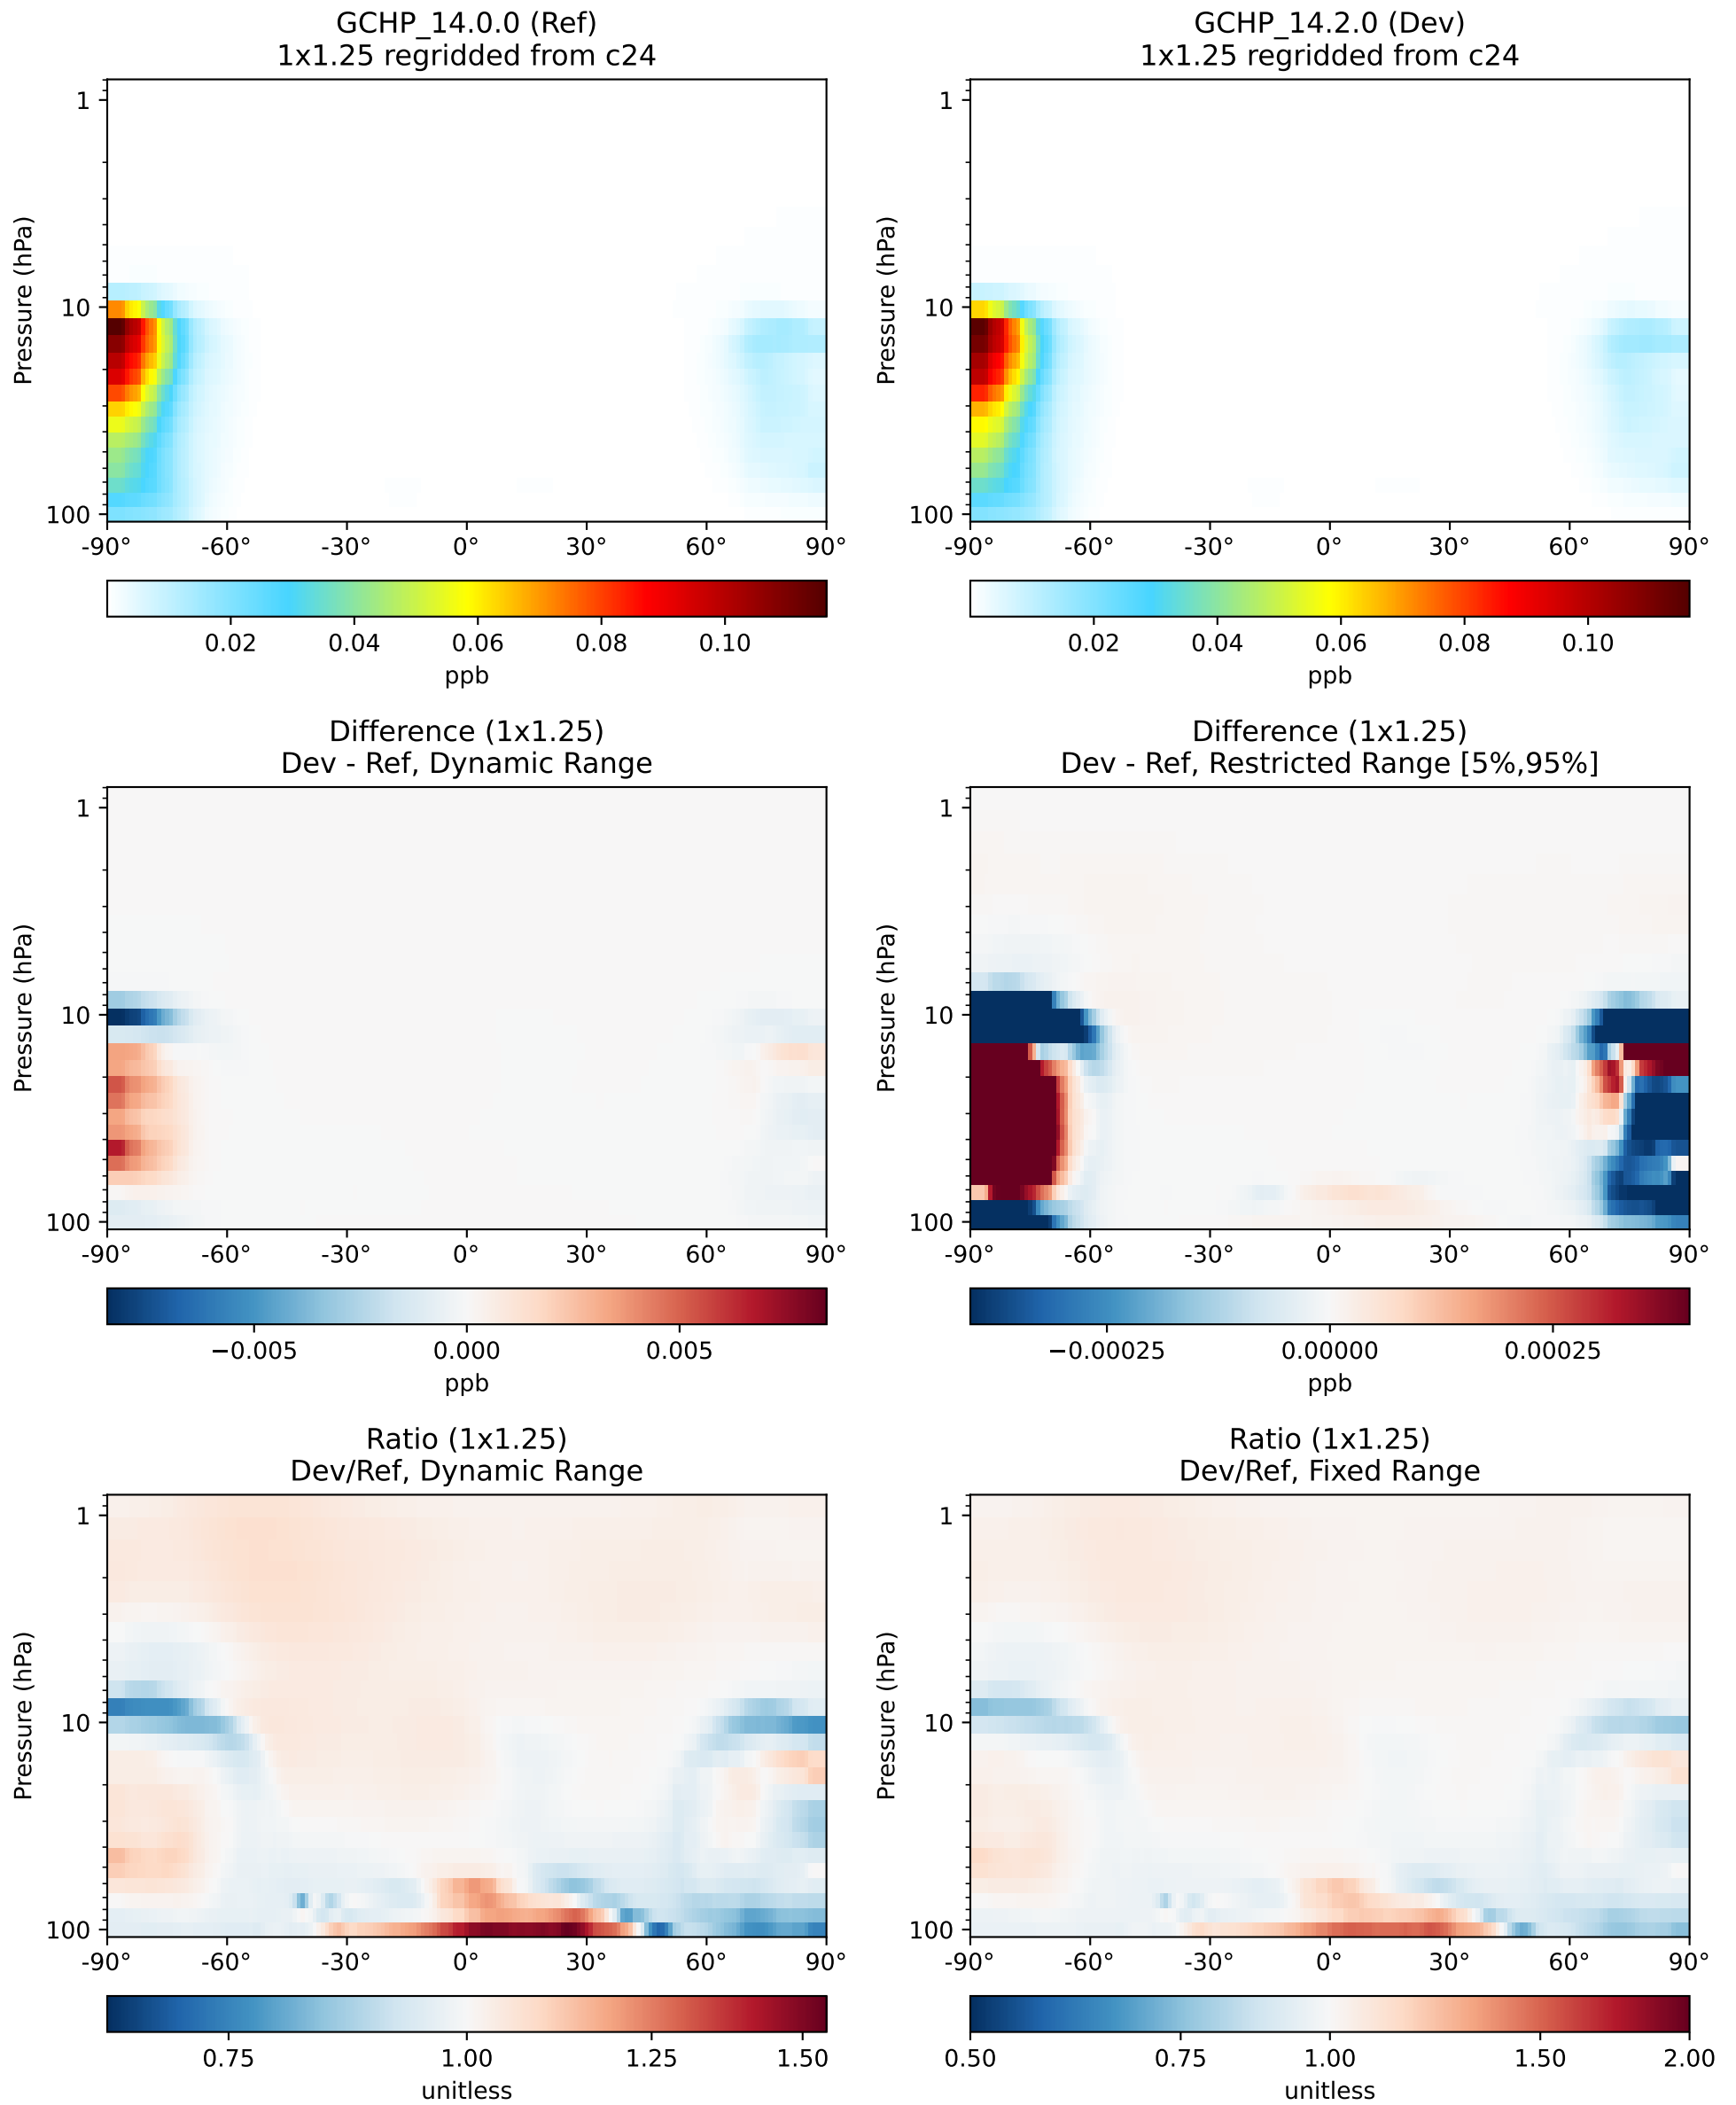 GCHP_14.0.0 (Ref)
1x1.25 regridded from c24
Pressure (hPa)
1
10
100
-90° -60° -30° 0° 30° 60° 90°
0.02 0.04 0.06 0.08 0.10
ppb
GCHP_14.2.0 (Dev)
1x1.25 regridded from c24
Pressure (hPa)
1
10
100
-90° -60° -30° 0° 30° 60° 90°
0.02 0.04 0.06 0.08 0.10
ppb
Difference (1x1.25)
Dev - Ref, Dynamic Range
Pressure (hPa)
1
10
100
-90° -60° -30° 0° 30° 60° 90°
−0.005 0.000 0.005
ppb
Difference (1x1.25)
Dev - Ref, Restricted Range [5%,95%]
Pressure (hPa)
1
10
100
-90° -60° -30° 0° 30° 60° 90°
−0.00025 0.00000 0.00025
ppb
Ratio (1x1.25)
Dev/Ref, Dynamic Range
Pressure (hPa)
1
10
100
-90° -60° -30° 0° 30° 60° 90°
0.75 1.00 1.25 1.50
unitless
Ratio (1x1.25)
Dev/Ref, Fixed Range
Pressure (hPa)
1
10
100
-90° -60° -30° 0° 30° 60° 90°
0.50 0.75 1.00 1.50 2.00
unitless